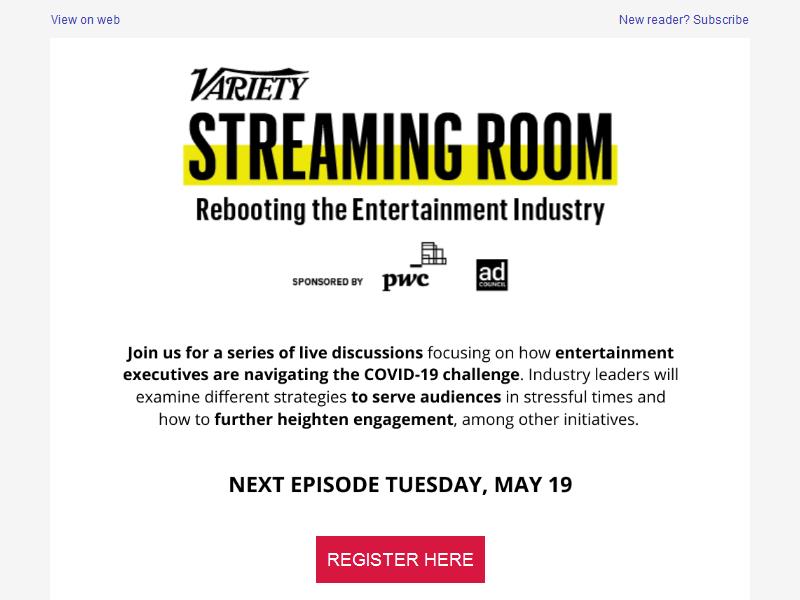 View on web
New reader? Subscribe
VARIETY
STREAMING ROOM
Rebooting the Entertainment Industry
SPONSORED BY pwc ad COUNCIL
Join us for a series of live discussions focusing on how entertainment
executives are navigating the COVID-19 challenge. Industry leaders will
examine different strategies to serve audiences in stressful times and
how to further heighten engagement, among other initiatives.
NEXT EPISODE TUESDAY, MAY 19
REGISTER HERE